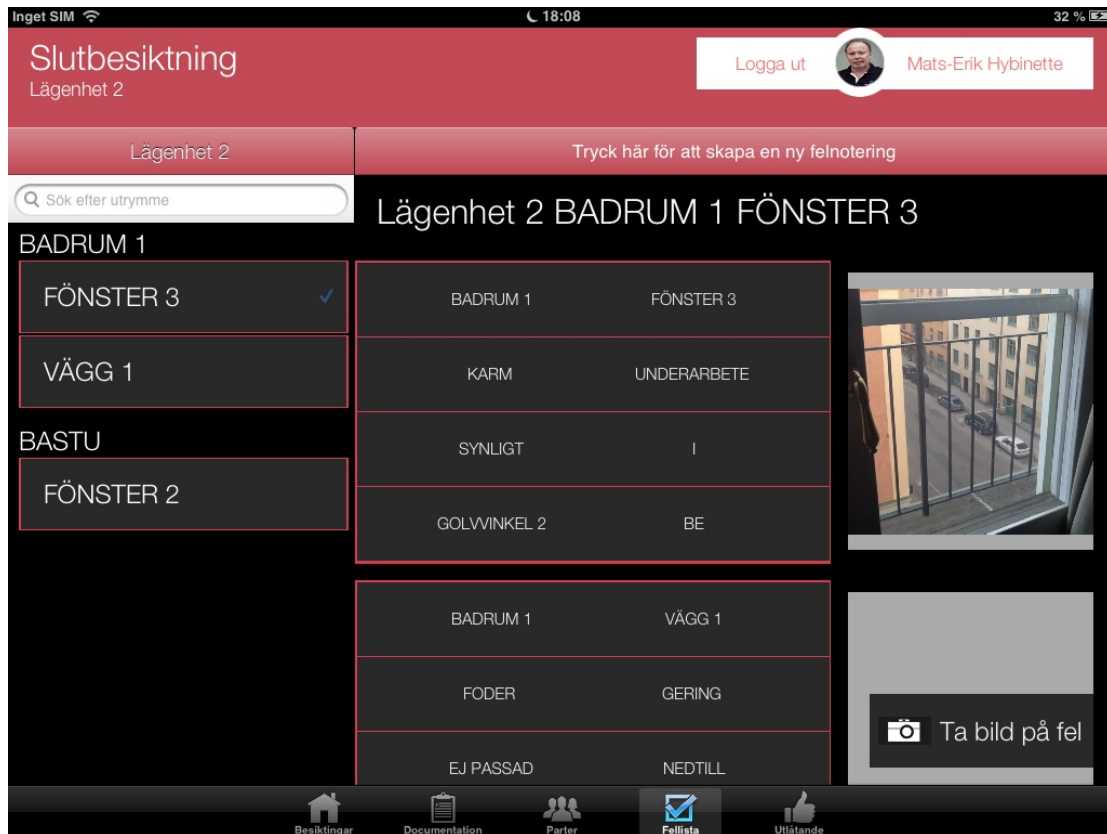 Inget SIM 18:08 32 %
Slutbesiktning
Lägenhet 2
Logga ut Mats-Erik Hybinette
Lägenhet 2
Tryck här för att skapa en ny felnotering
Sök efter utrymme
BADRUM 1
FÖNSTER 3
VÄGG 1
BASTU
FÖNSTER 2
Lägenhet 2 BADRUM 1 FÖNSTER 3
BADRUM 1 FÖNSTER 3
KARM UNDERARBETE
SYNLIGT I
GOLVVINKEL 2 BE
BADRUM 1 VÄGG 1
FODER GERING
EJ PASSAD NEDTILL
Ta bild på fel
Besiktingar Documentation Parter Fellista Utlåtande